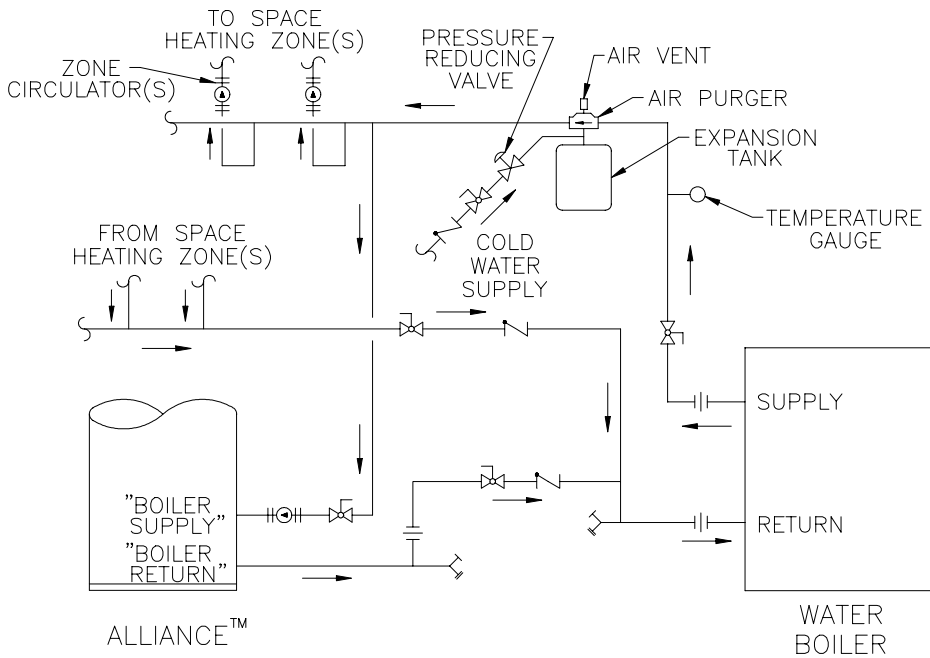 TO SPACE
HEATING ZONE(S)
ZONE
CIRCULATOR(S)
PRESSURE
REDUCING
VALVE
AIR VENT
AIR PURGER
EXPANSION
TANK
TEMPERATURE
GAUGE
FROM SPACE
HEATING ZONE(S)
COLD
WATER
SUPPLY
SUPPLY
RETURN
"BOILER
SUPPLY"
"BOILER
RETURN"
ALLIANCE™
WATER
BOILER